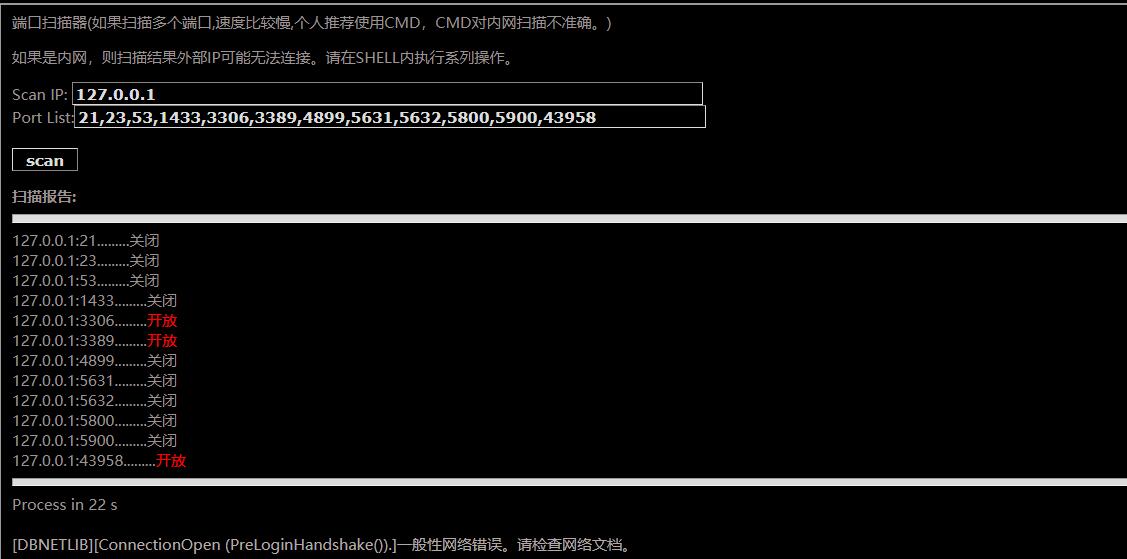 端口扫描器(如果扫描多个端口,速度比较慢,个人推荐使用CMD，CMD对内网扫描不准确。)
如果是内网，则扫描结果外部IP可能无法连接。请在SHELL内执行系列操作。
Scan IP: 127.0.0.1
Port List:21,23,53,1433,3306,3389,4899,5631,5632,5800,5900,43958
scan
扫描报告:
127.0.0.1:21.........关闭
127.0.0.1:23.........关闭
127.0.0.1:53.........关闭
127.0.0.1:1433.........关闭
127.0.0.1:3306.........开放
127.0.0.1:3389.........开放
127.0.0.1:4899.........关闭
127.0.0.1:5631.........关闭
127.0.0.1:5632.........关闭
127.0.0.1:5800.........关闭
127.0.0.1:5900.........关闭
127.0.0.1:43958.........开放
Process in 22 s
[DBNETLIB][ConnectionOpen (PreLoginHandshake()).]一般性网络错误。请检查网络文档。